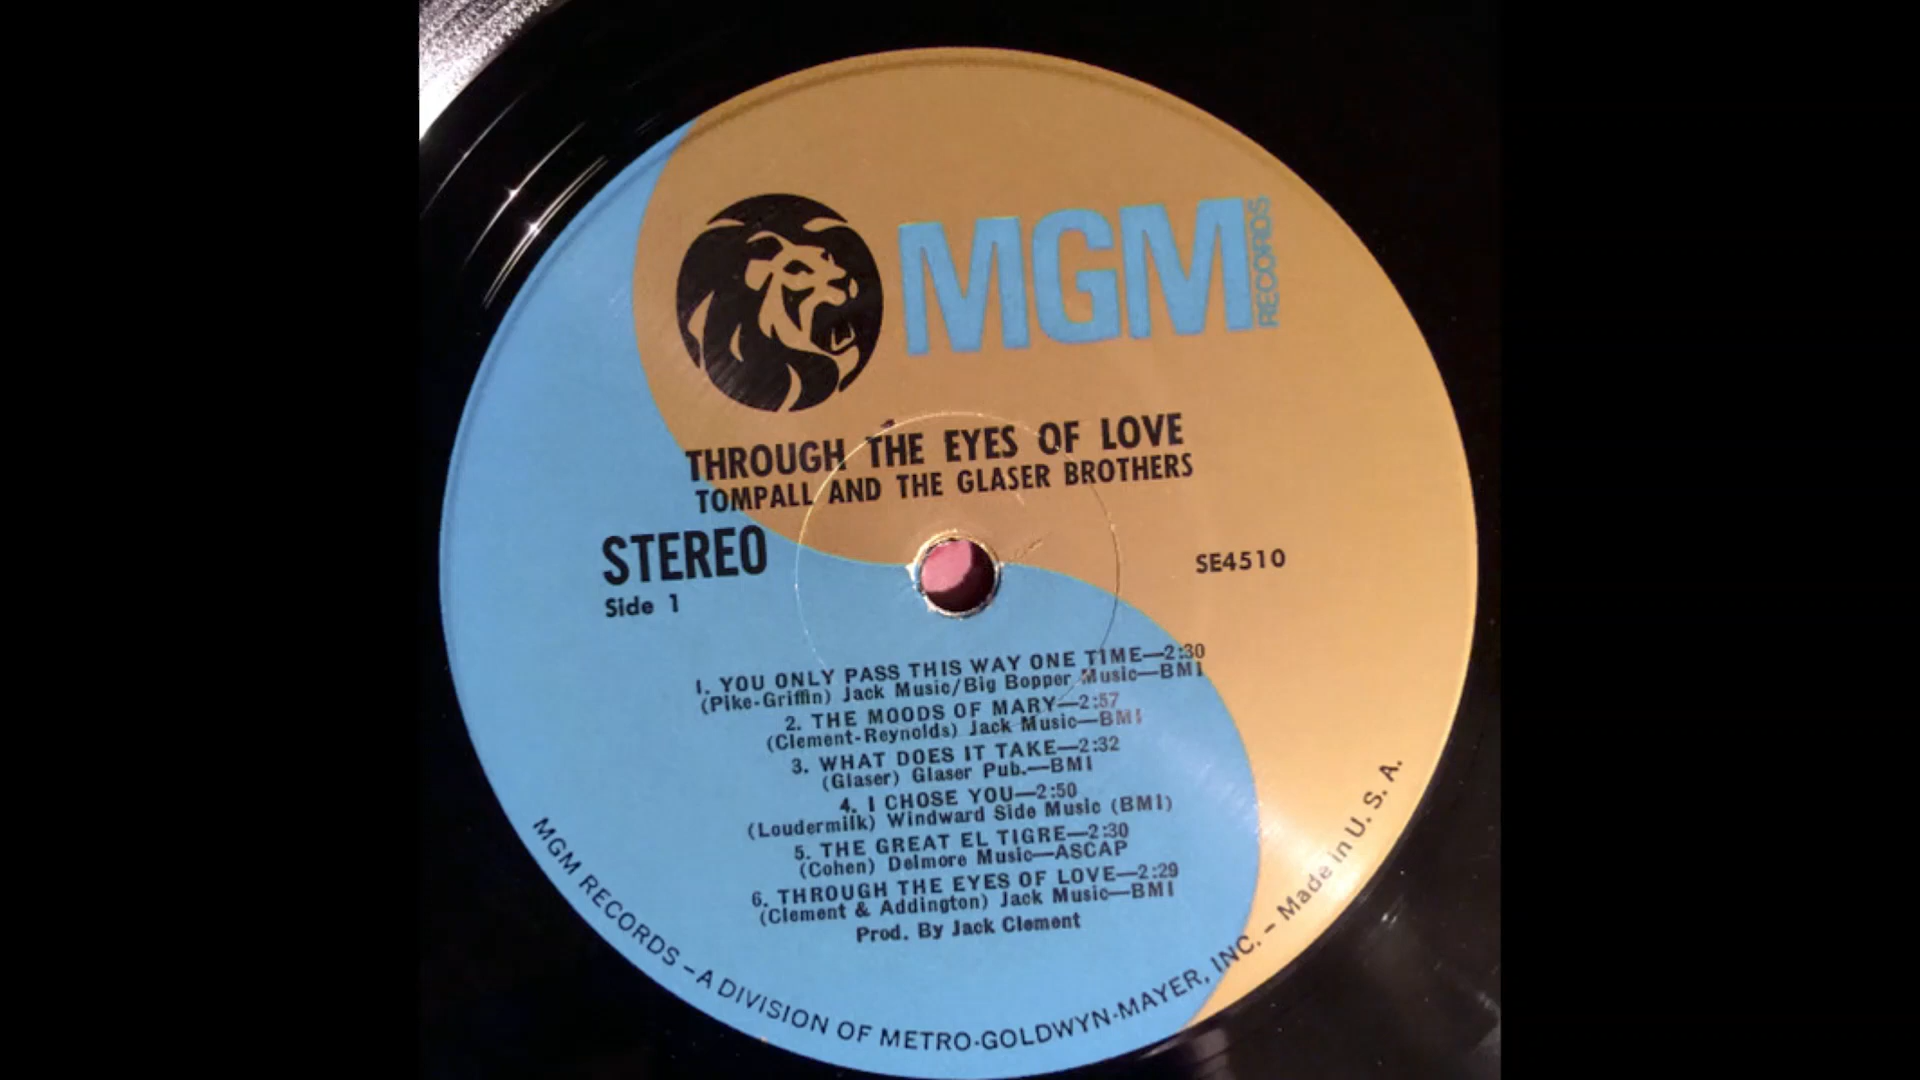 MGM RECORDS
THROUGH THE EYES OF LOVE
TOMPALL AND THE GLASER BROTHERS
STEREO
Side 1
SE4510
1. YOU ONLY PASS THIS WAY ONE TIME—2:30
(Pike-Griffin) Jack Music/Big Bopper Music—BMI
2. THE MOODS OF MARY—2:57
(Clement-Reynolds) Jack Music—BMI
3. WHAT DOES IT TAKE—2:32
(Glaser) Glaser Pub.—BMI
4. I CHOSE YOU—2:50
(Loudermilk) Windward Side Music (BMI)
5. THE GREAT EL TIGRE—2:30
(Cohen) Delmore Music—ASCAP
6. THROUGH THE EYES OF LOVE—2:29
(Clement & Addington) Jack Music—BMI
Prod. By Jack Clement
MGM RECORDS – A DIVISION OF METRO-GOLDWYN-MAYER, INC. – Made in U. S. A.